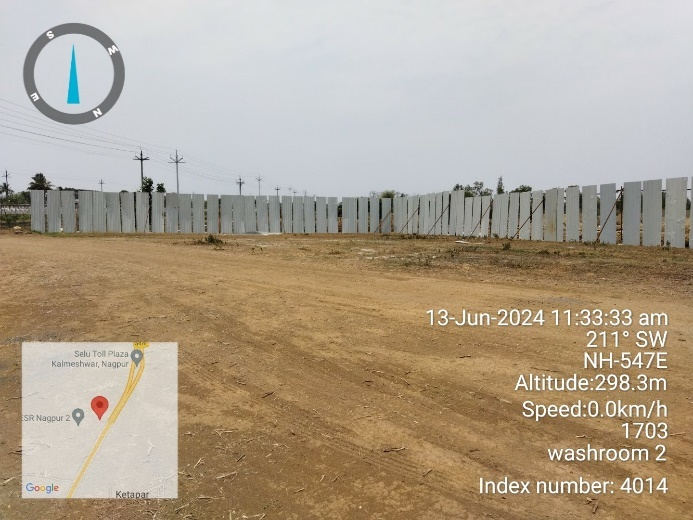 S
W
E
N
13-Jun-2024 11:33:33 am
211° SW
NH-547E
Altitude:298.3m
Speed:0.0km/h
1703
washroom 2
Index number: 4014
Selu Toll Plaza
Kalmeshwar, Nagpur
SR Nagpur 2
Google
Ketapar